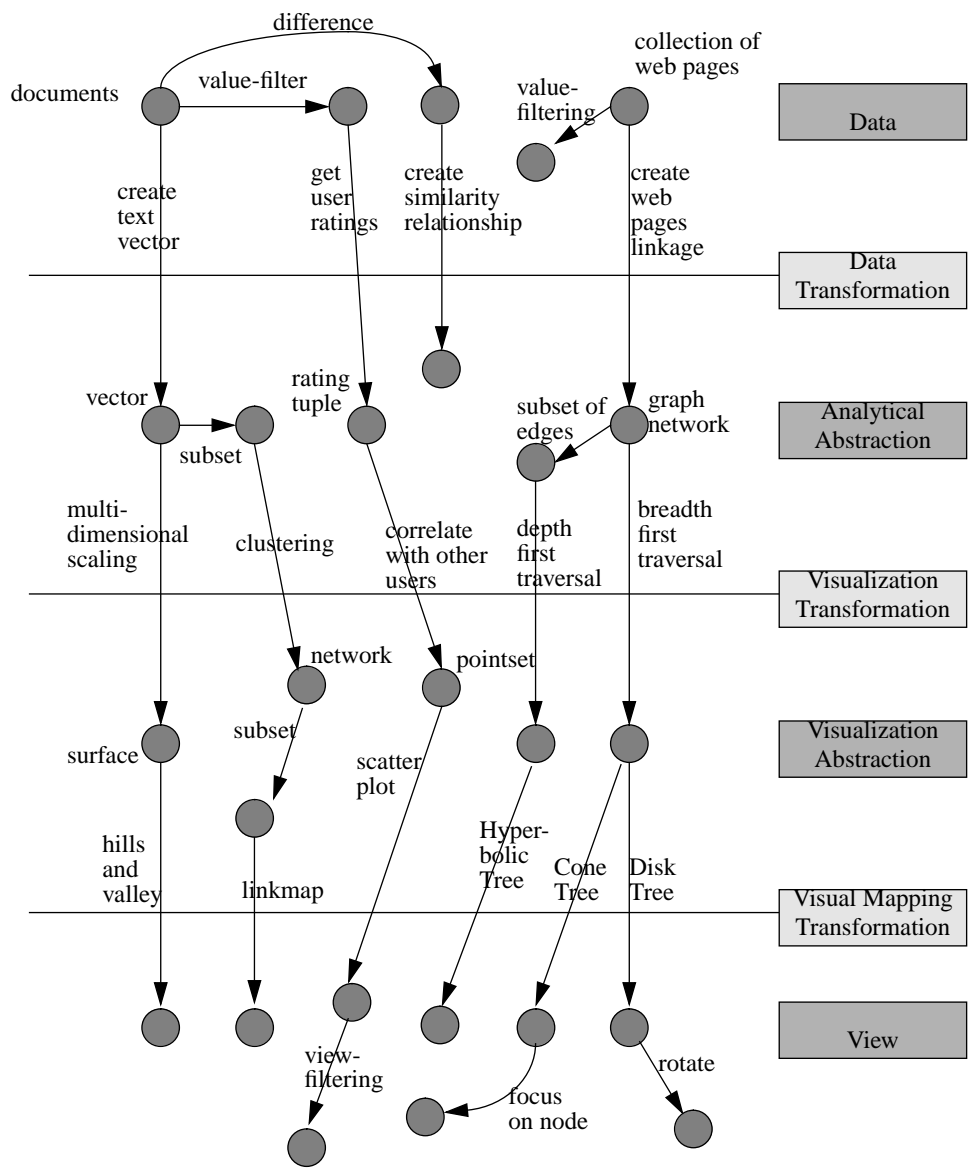 difference
collection of
web pages
documents
value-filter
value-
filtering
Data
create
text
vector
get
user
ratings
create
similarity
relationship
create
web
pages
linkage
Data
Transformation
vector
subset
rating
tuple
subset of
edges
graph
network
Analytical
Abstraction
multi-
dimensional
scaling
clustering
correlate
with other
users
depth
first
traversal
breadth
first
traversal
Visualization
Transformation
network
pointset
surface
subset
scatter
plot
Visualization
Abstraction
hills
and
valley
linkmap
Hyper-
bolic
Tree
Cone
Tree
Disk
Tree
Visual Mapping
Transformation
View
view-
filtering
focus
on node
rotate